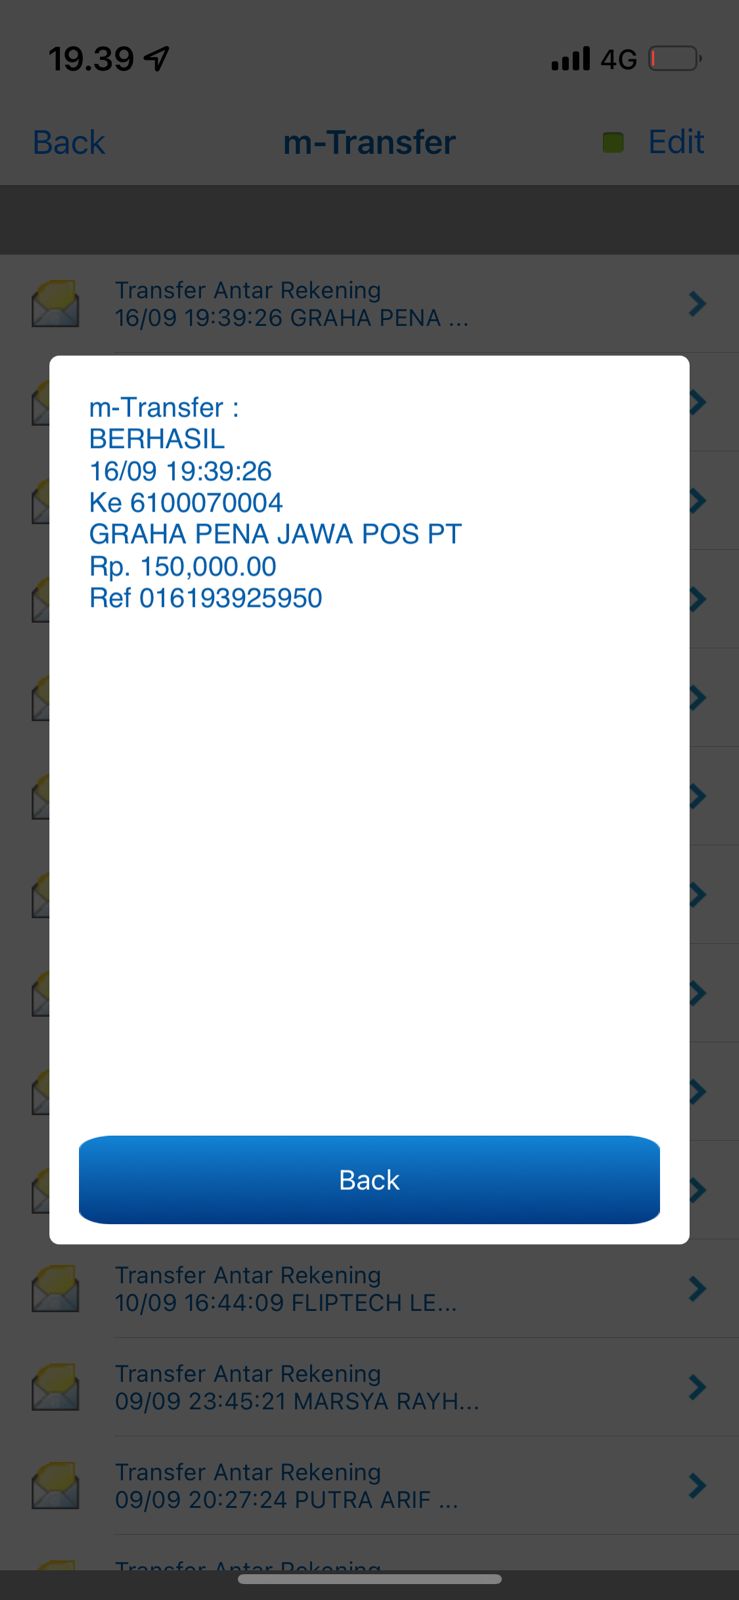 19.39
4G
Back m-Transfer Edit
Transfer Antar Rekening
16/09 19:39:26 GRAHA PENA ...
m-Transfer :
BERHASIL
16/09 19:39:26
Ke 6100070004
GRAHA PENA JAWA POS PT
Rp. 150,000.00
Ref 016193925950
Back
Transfer Antar Rekening
10/09 16:44:09 FLIPTECH LE...
Transfer Antar Rekening
09/09 23:45:21 MARSYA RAYH...
Transfer Antar Rekening
09/09 20:27:24 PUTRA ARIF ...
Transfer Antar Rekening